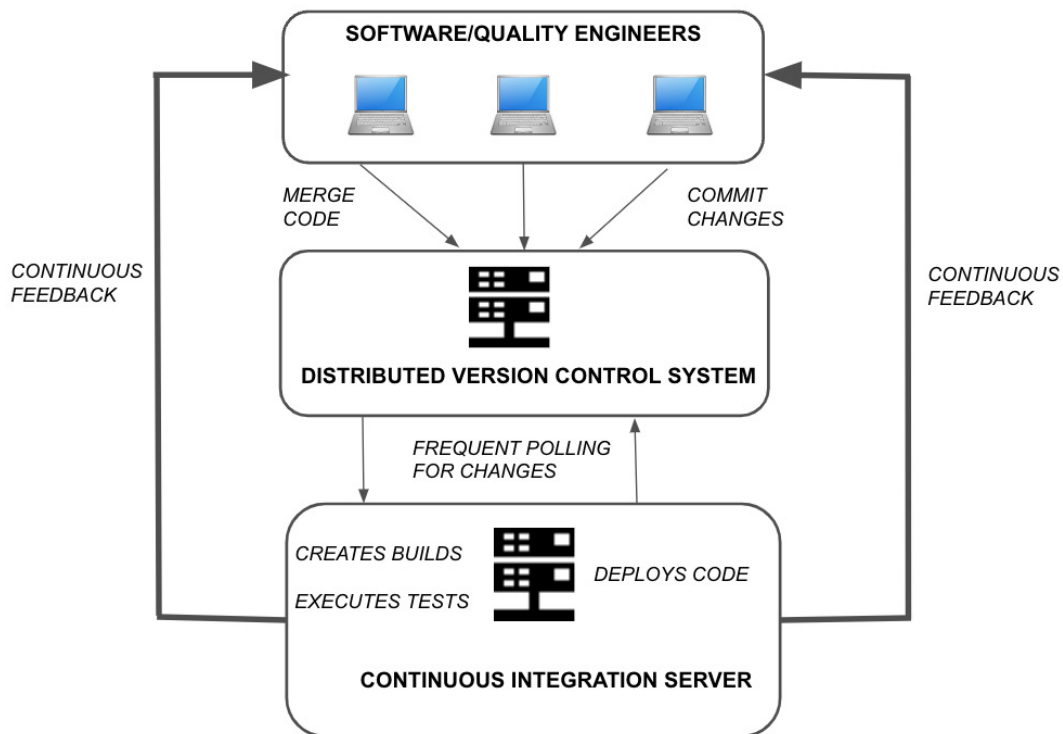 SOFTWARE/QUALITY ENGINEERS
MERGE
CODE
COMMIT
CHANGES
CONTINUOUS
FEEDBACK
CONTINUOUS
FEEDBACK
DISTRIBUTED VERSION CONTROL SYSTEM
FREQUENT POLLING
FOR CHANGES
CREATES BUILDS
DEPLOYS CODE
EXECUTES TESTS
CONTINUOUS INTEGRATION SERVER